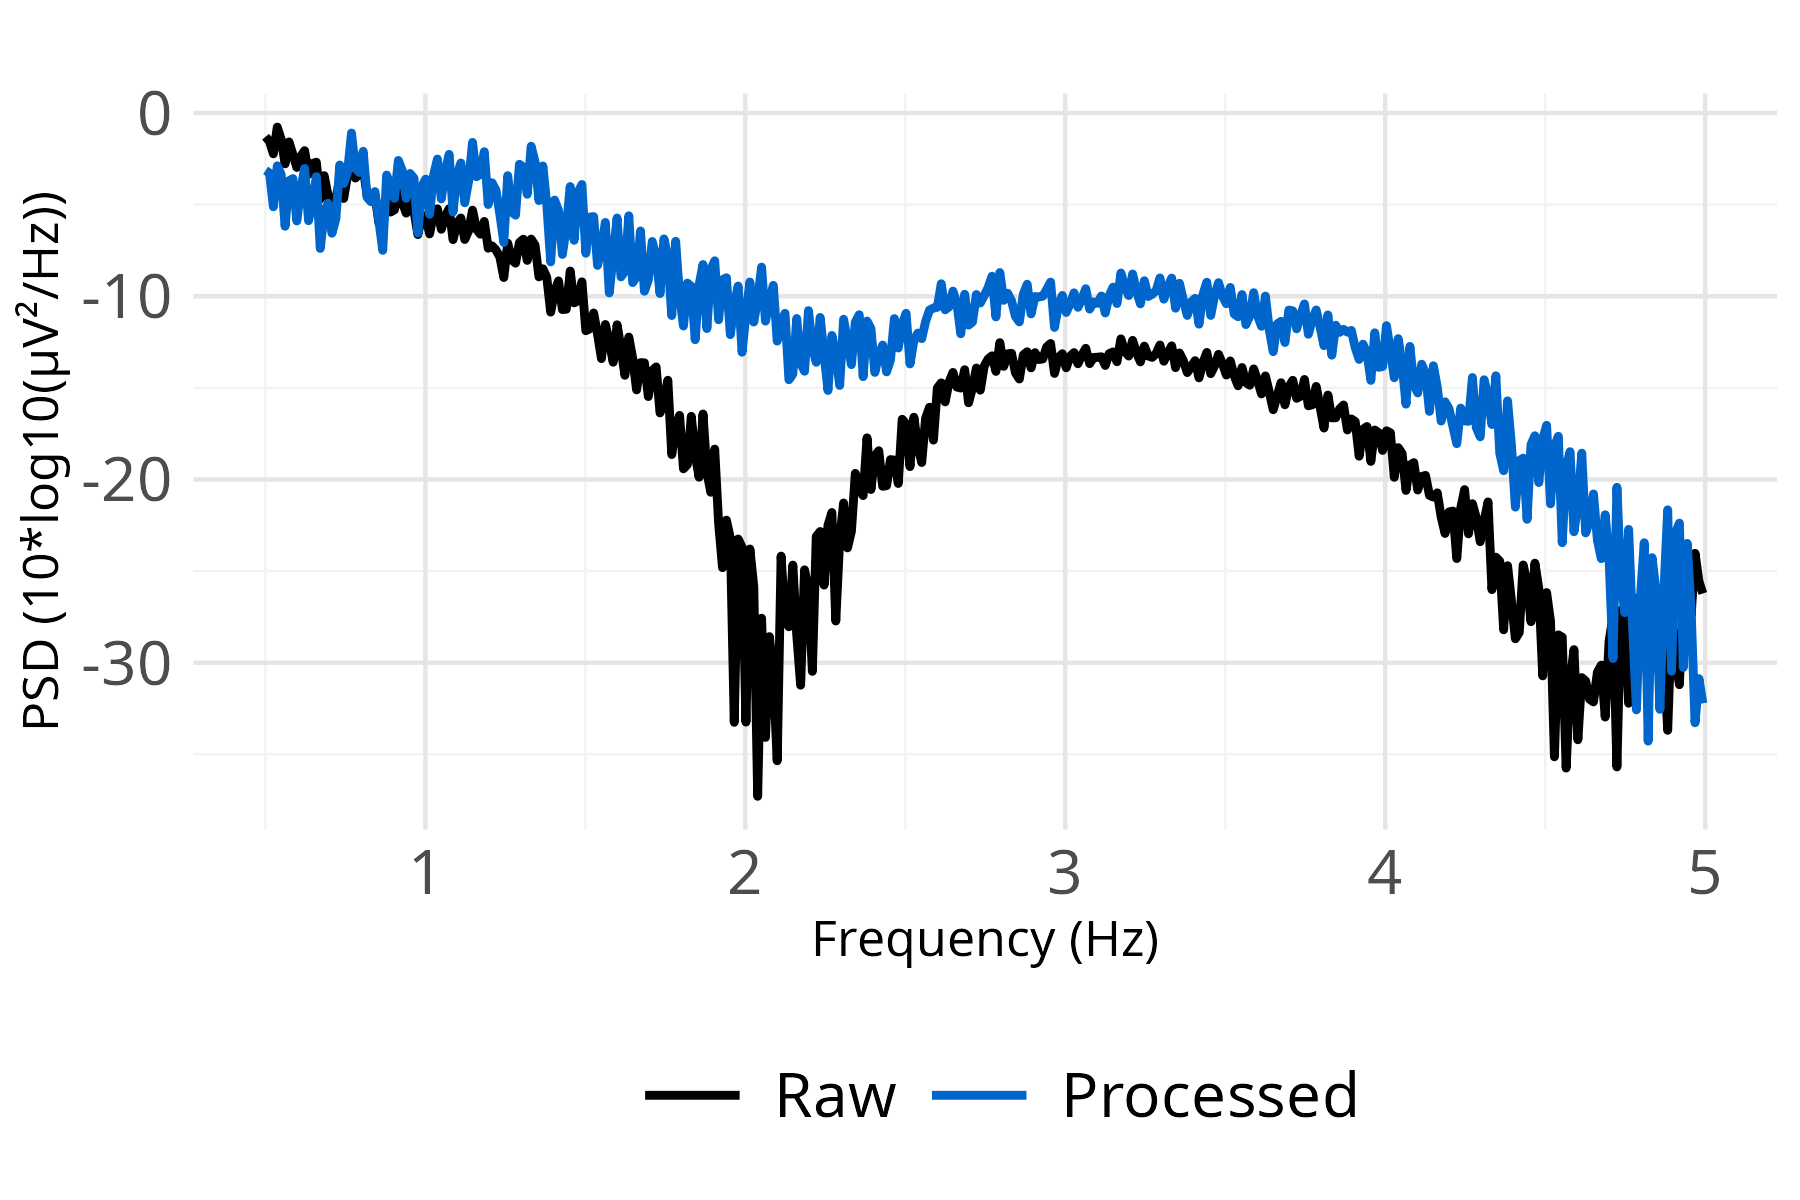 PSD (10*log10(µV²/Hz))
0
-10
-20
-30
1 2 3 4 5
Frequency (Hz)
Raw Processed